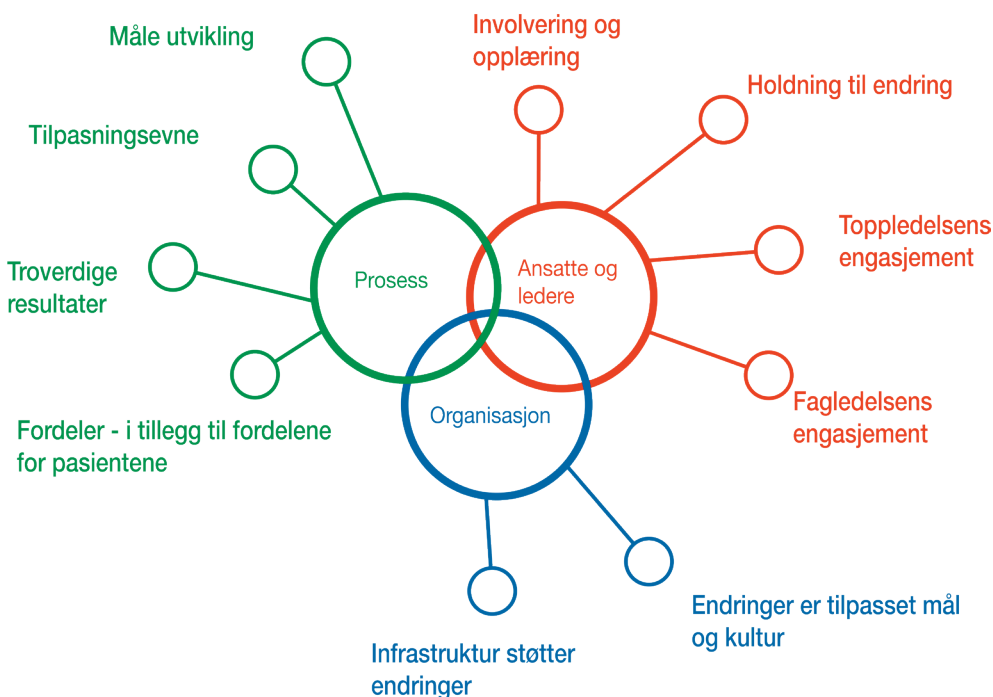 Måle utvikling
Involvering og
opplæring
Holdning til endring
Tilpasningsevne
Toppledelsens
engasjement
Troverdige
resultater
Prosess
Ansatte og
ledere
Fagledelsens
engasjement
Organisasjon
Fordeler - i tillegg til fordelene
for pasientene
Endringer er tilpasset mål
og kultur
Infrastruktur støtter
endringer